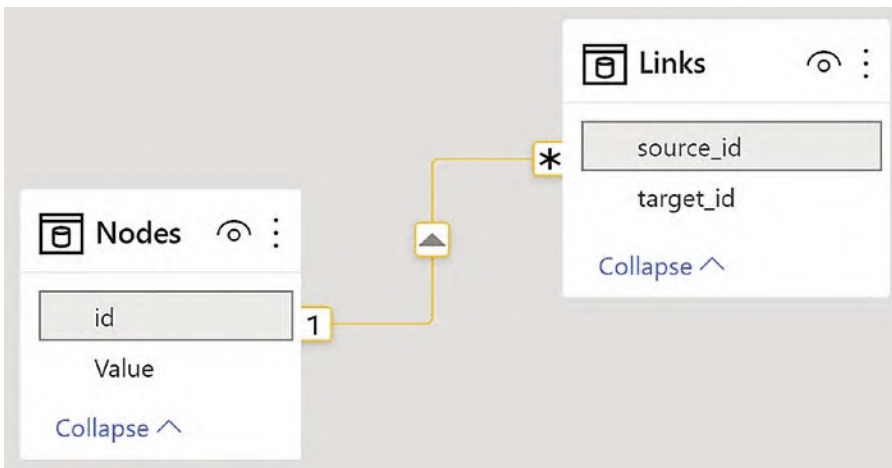 Nodes
id
Value
Collapse
1
*
Links
source_id
target_id
Collapse